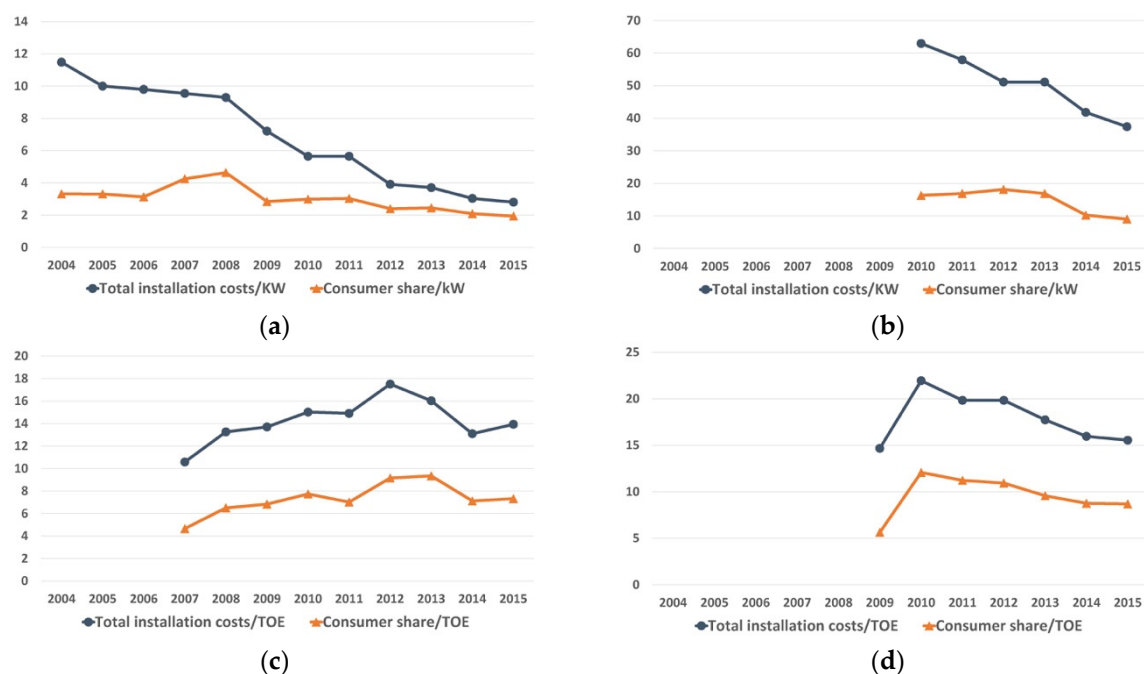 14
12
10
8
6
4
2
0
2004 2005 2006 2007 2008 2009 2010 2011 2012 2013 2014 2015
Total installation costs/KW Consumer share/kW
(a)
70
60
50
40
30
20
10
0
2004 2005 2006 2007 2008 2009 2010 2011 2012 2013 2014 2015
Total installation costs/KW Consumer share/kW
(b)
20
18
16
14
12
10
8
6
4
2
0
2004 2005 2006 2007 2008 2009 2010 2011 2012 2013 2014 2015
Total installation costs/TOE Consumer share/TOE
(c)
25
20
15
10
5
0
2004 2005 2006 2007 2008 2009 2010 2011 2012 2013 2014 2015
Total installation costs/TOE Consumer share/TOE
(d)